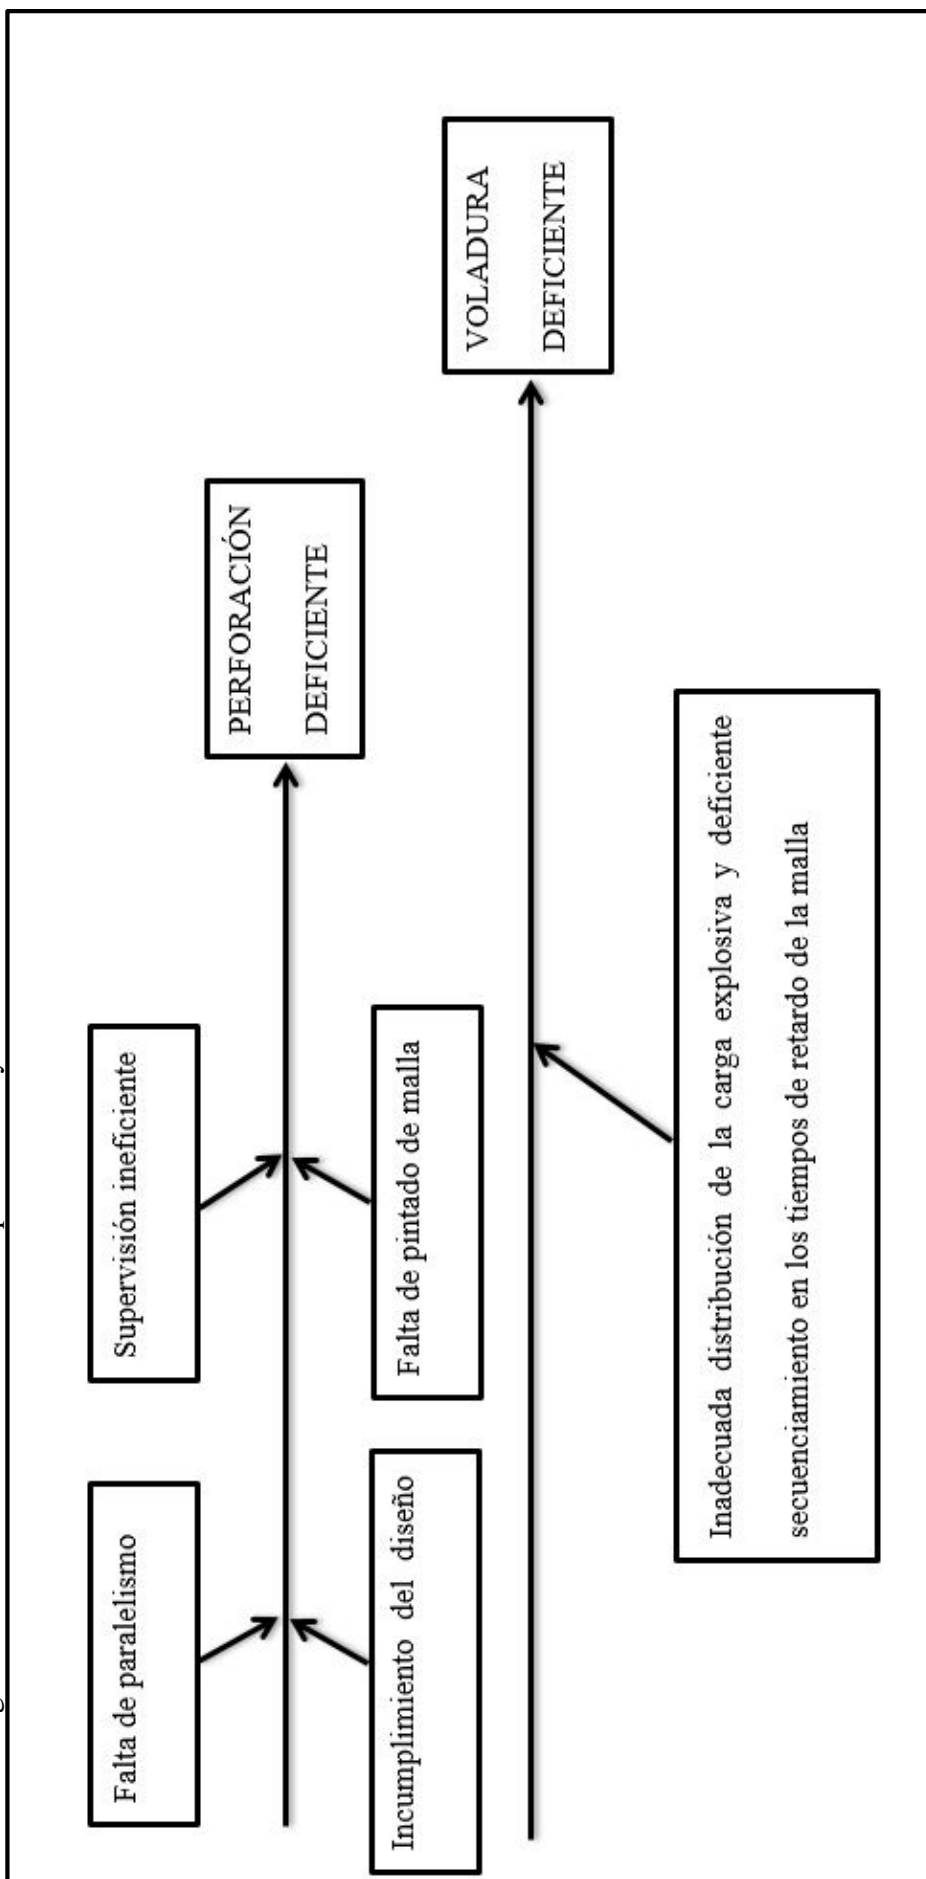 Falta de paralelismo
Supervisión ineficiente
PERFORACIÓN
DEFICIENTE
Incumplimiento del diseño
Falta de pintado de malla
VOLADURA
DEFICIENTE
Inadecuada distribución de la carga explosiva y deficiente
secuenciamiento en los tiempos de retardo de la malla